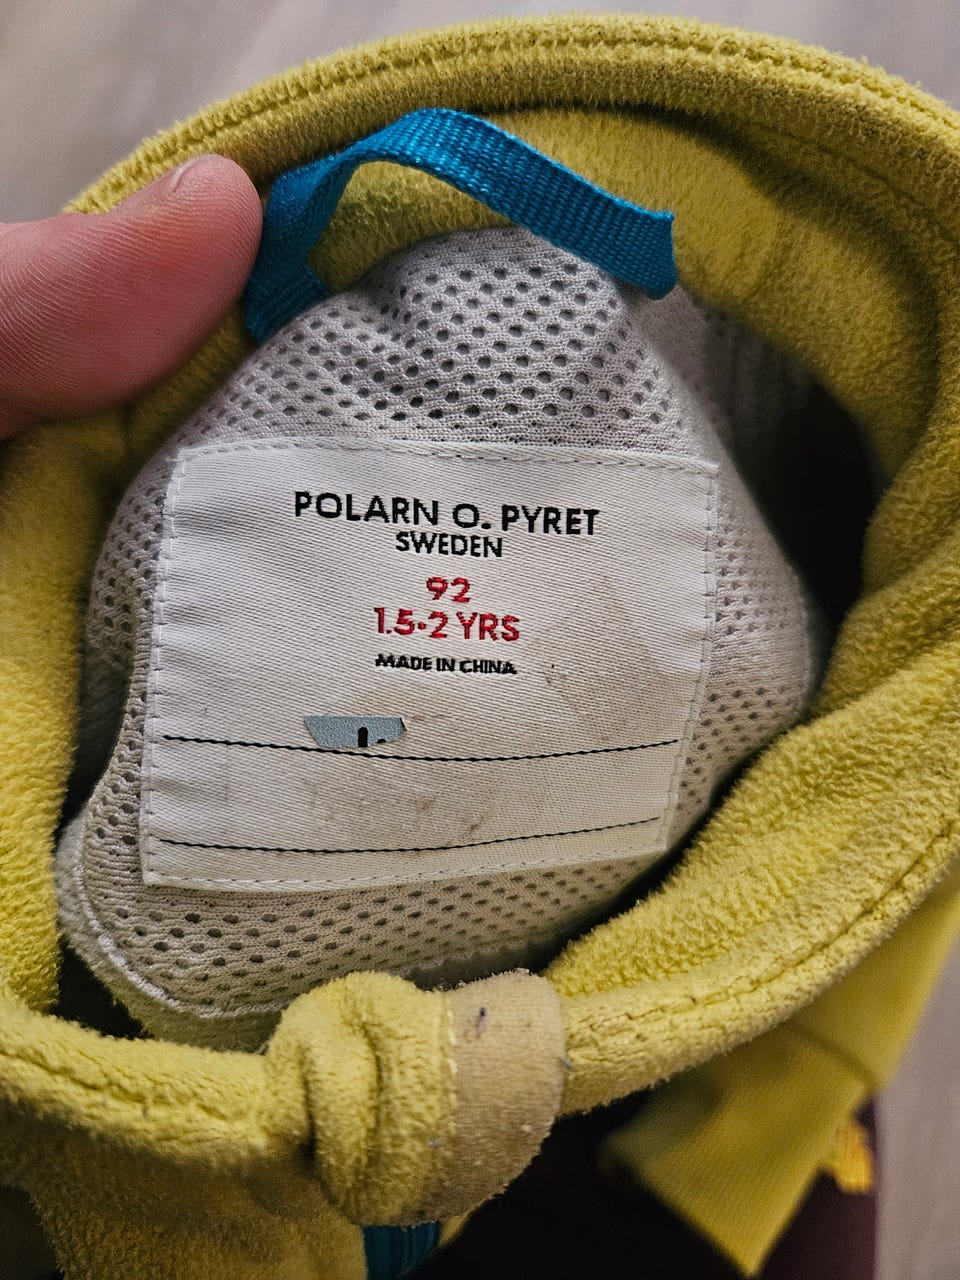 POLARN O. PYRET
SWEDEN
92
1.5-2 YRS
MADE IN CHINA